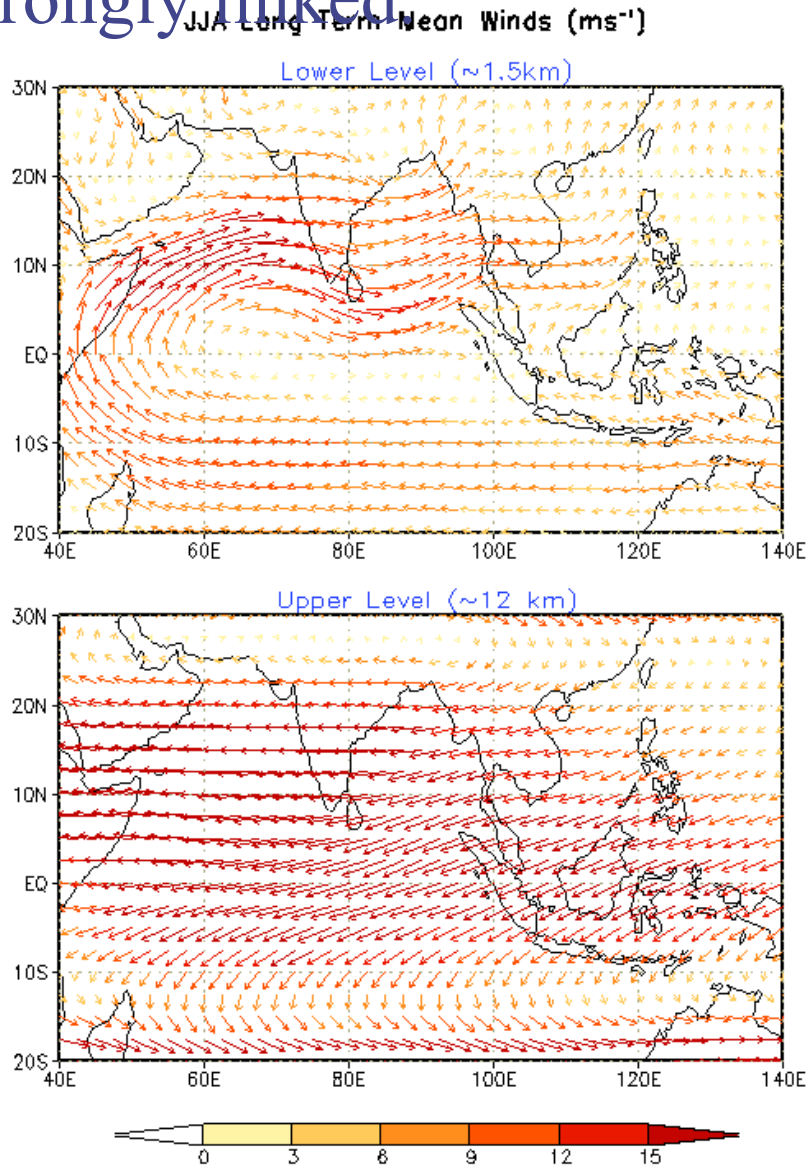 rongly linked.
JJA Long Term Mean Winds (ms⁻¹)
Lower Level (~1.5km)
30N
20N
10N
EQ
10S
20S
40E 60E 80E 100E 120E 140E
Upper Level (~12 km)
30N
20N
10N
EQ
10S
20S
40E 60E 80E 100E 120E 140E
0 3 6 9 12 15